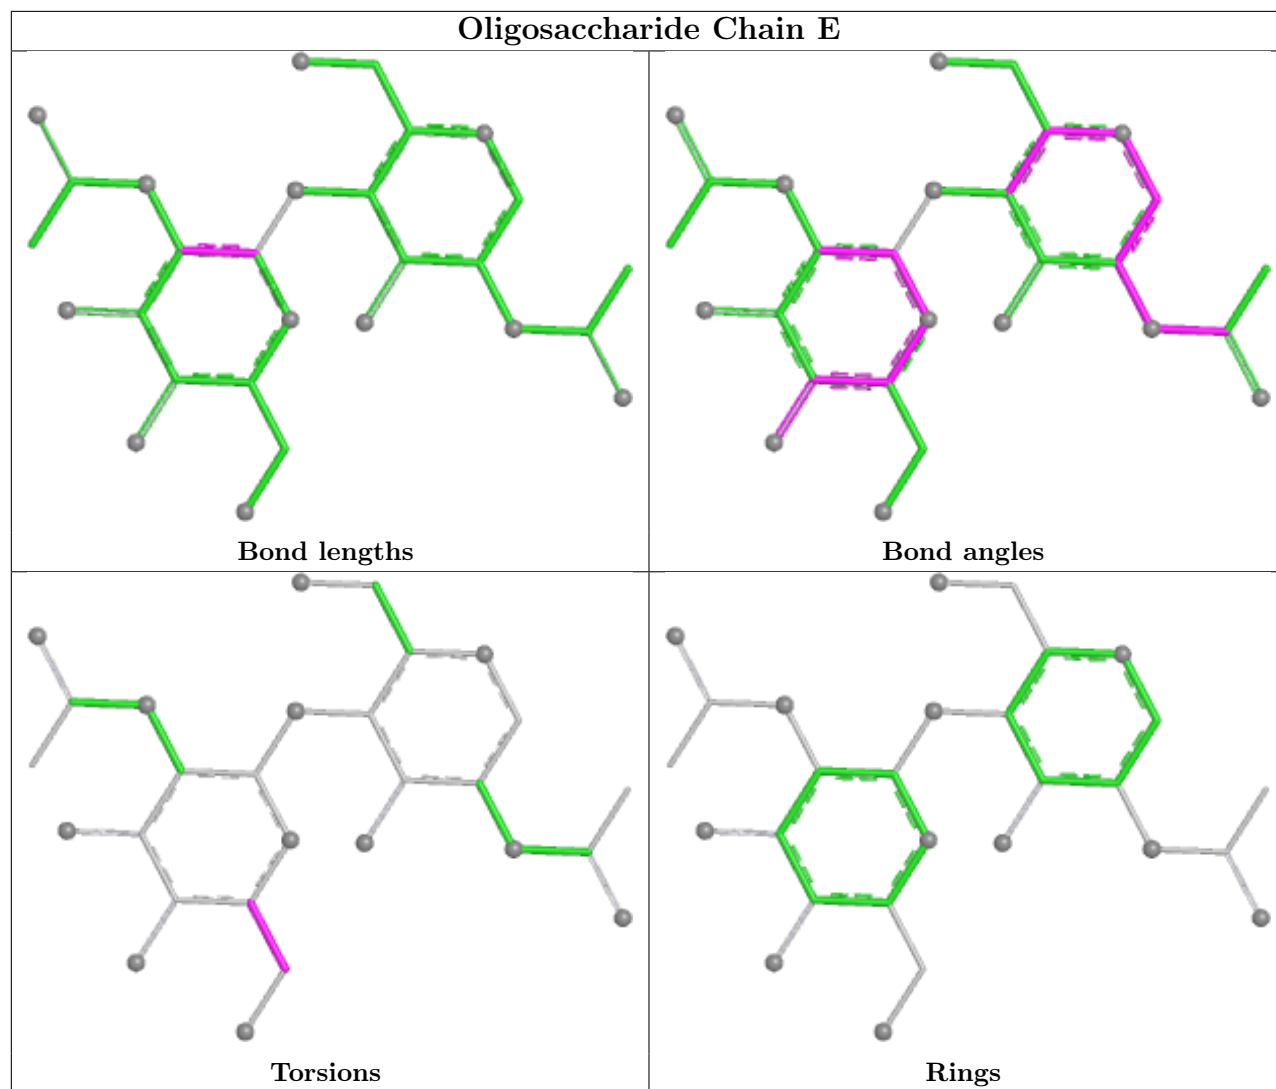 Oligosaccharide Chain E
Bond lengths
Bond angles
Torsions
Rings